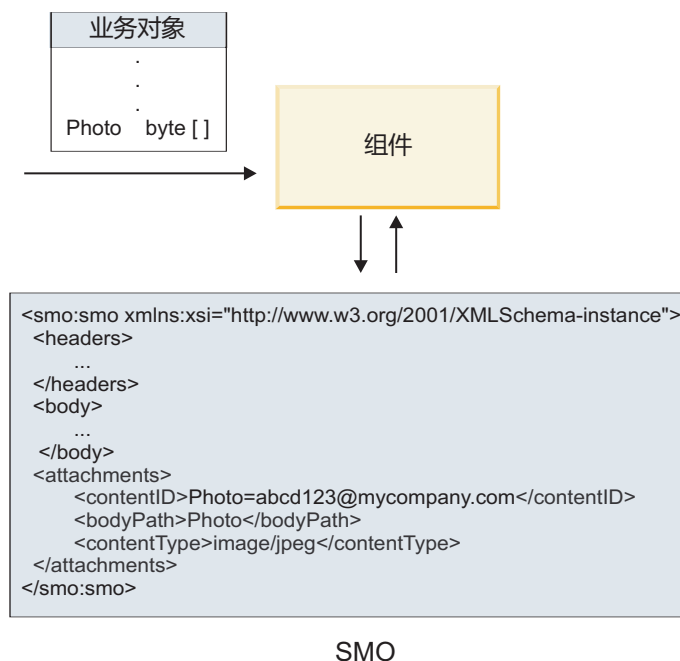 业务对象
.
.
.
Photo byte [ ]
组件
<smo:smo xmlns:xsi="http://www.w3.org/2001/XMLSchema-instance">
<headers>
...
</headers>
<body>
...
</body>
<attachments>
<contentID>Photo=abcd123@mycompany.com</contentID>
<bodyPath>Photo</bodyPath>
<contentType>image/jpeg</contentType>
</attachments>
</smo:smo>
SMO